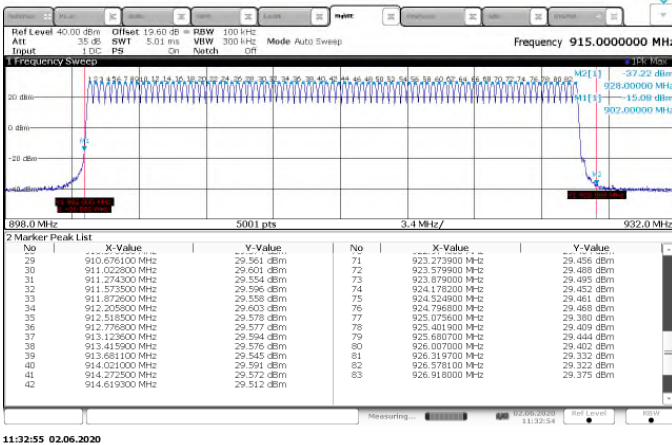 Ref Level 40.00 dBm Offset 19.60 dB = RBW 100 kHz
Att 35 dB SWT 5.01 ms VBW 300 kHz Mode Auto Sweep
Input 1 DC PS On Notch Off
Frequency 915.0000000 MHz
1 Frequency Sweep
1Pk Max
M2[1] -37.22 dBm
928.00000 MHz
M1[1] -15.08 dBm
902.00000 MHz
20 dBm
0 dBm
-20 dBm
M1
M2
898.0 MHz 5001 pts 3.4 MHz/ 932.0 MHz
2 Marker Peak List
No X-Value Y-Value No X-Value Y-Value
29 910.676100 MHz 29.561 dBm 71 923.273900 MHz 29.456 dBm
30 911.022800 MHz 29.601 dBm 72 923.579900 MHz 29.488 dBm
31 911.274300 MHz 29.554 dBm 73 923.879000 MHz 29.495 dBm
32 911.573500 MHz 29.596 dBm 74 924.178200 MHz 29.452 dBm
33 911.872600 MHz 29.558 dBm 75 924.524900 MHz 29.461 dBm
34 912.205800 MHz 29.603 dBm 76 924.796800 MHz 29.468 dBm
35 912.518500 MHz 29.578 dBm 77 925.075600 MHz 29.380 dBm
36 912.776800 MHz 29.577 dBm 78 925.401900 MHz 29.409 dBm
37 913.123600 MHz 29.594 dBm 79 925.680700 MHz 29.444 dBm
38 913.415900 MHz 29.576 dBm 80 926.007000 MHz 29.402 dBm
39 913.681100 MHz 29.545 dBm 81 926.319700 MHz 29.332 dBm
40 914.021000 MHz 29.591 dBm 82 926.578100 MHz 29.322 dBm
41 914.272500 MHz 29.572 dBm 83 926.918000 MHz 29.375 dBm
42 914.619300 MHz 29.512 dBm
Measuring... 02.06.2020 Ref Level RBW
11:32:54
11:32:55 02.06.2020